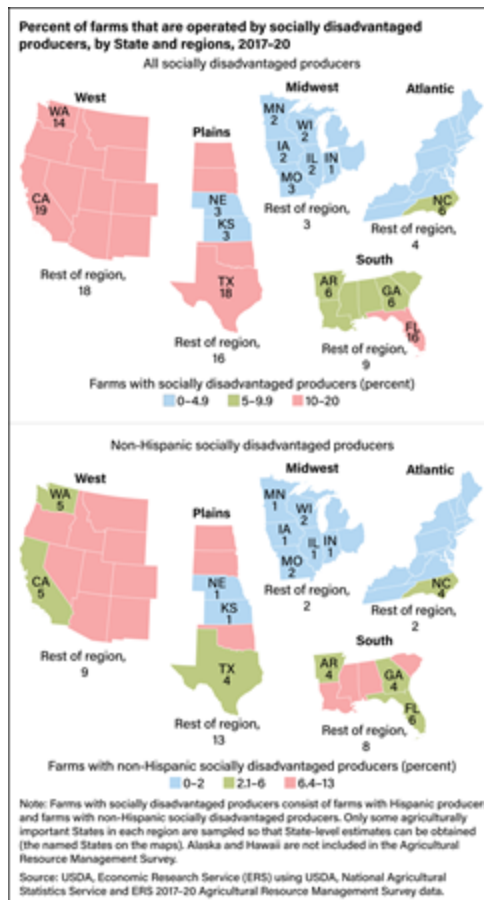 Percent of farms that are operated by socially disadvantaged
producers, by State and regions, 2017–20
All socially disadvantaged producers
West
WA
14
CA
19
Rest of region,
18
Plains
NE
3
KS
3
TX
18
Rest of region,
16
Midwest
MN
2
WI
2
IA
2
IL
2
IN
1
MO
3
Rest of region,
3
Atlantic
NC
6
Rest of region,
4
South
AR
6
GA
6
FL
16
Rest of region,
9
Farms with socially disadvantaged producers (percent)
0–4.9 5–9.9 10–20
Non-Hispanic socially disadvantaged producers
West
WA
5
CA
5
Rest of region,
9
Plains
NE
1
KS
1
TX
4
Rest of region,
13
Midwest
MN
1
WI
2
IA
1
IL
1
IN
1
MO
2
Rest of region,
2
Atlantic
NC
4
Rest of region,
2
South
AR
4
GA
4
FL
6
Rest of region,
8
Farms with non-Hispanic socially disadvantaged producers (percent)
0–2 2.1–6 6.4–13
Note: Farms with socially disadvantaged producers consist of farms with Hispanic producers
and farms with non-Hispanic socially disadvantaged producers. Only some agriculturally
important States in each region are sampled so that State-level estimates can be obtained
(the named States on the maps). Alaska and Hawaii are not included in the Agricultural
Resource Management Survey.
Source: USDA, Economic Research Service (ERS) using USDA, National Agricultural
Statistics Service and ERS 2017–20 Agricultural Resource Management Survey data.